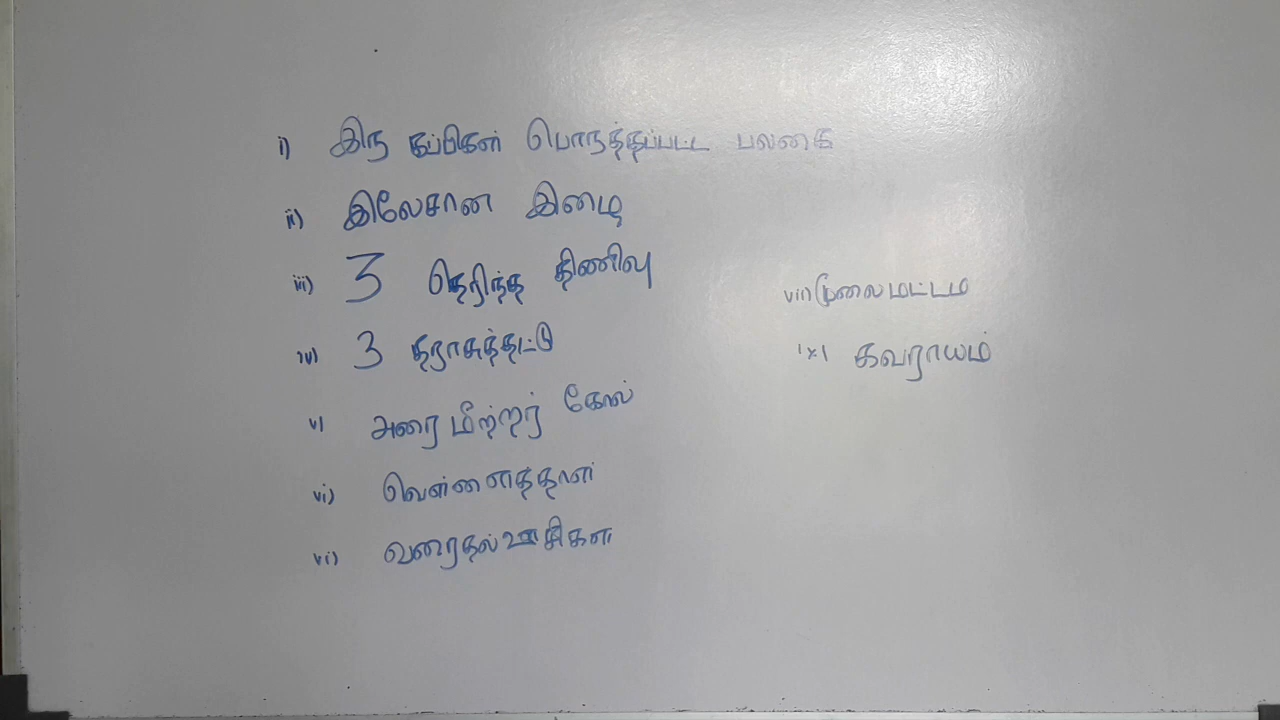 i) இரு கப்பிகள் பொருத்தப்பட்ட பலகை
ii) இலேசான இழை
iii) 3 தெரிந்த திணிவு
iv) 3 தராசுத்தட்டு
v) அரை மீற்றர் கோல்
vi) வெள்ளைத்தாள்
vi) வரைதல் ஊசிகள்
vii) மூலைமட்டம்
ix) கவராயம்